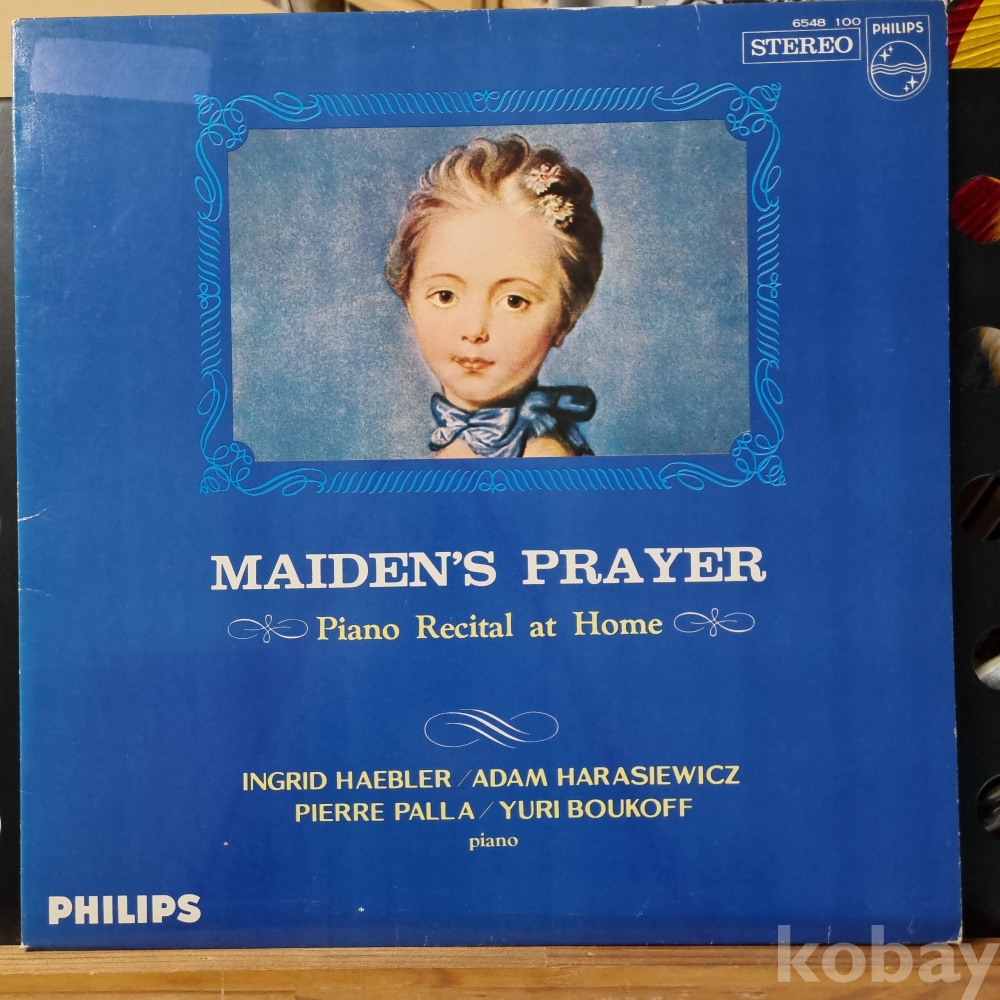 6548 100
STEREO
PHILIPS
MAIDEN'S PRAYER
Piano Recital at Home
INGRID HAEBLER / ADAM HARASIEWICZ
PIERRE PALLA / YURI BOUKOFF
piano
PHILIPS
kobay